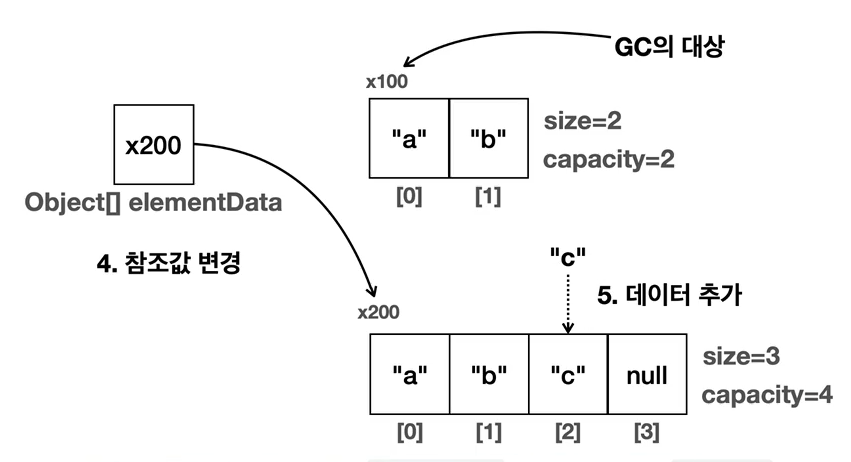 GC의 대상
x100
"a" "b"
size=2
capacity=2
[0] [1]
x200
Object[] elementData
4. 참조값 변경
"c"
5. 데이터 추가
x200
"a" "b" "c" null
size=3
capacity=4
[0] [1] [2] [3]